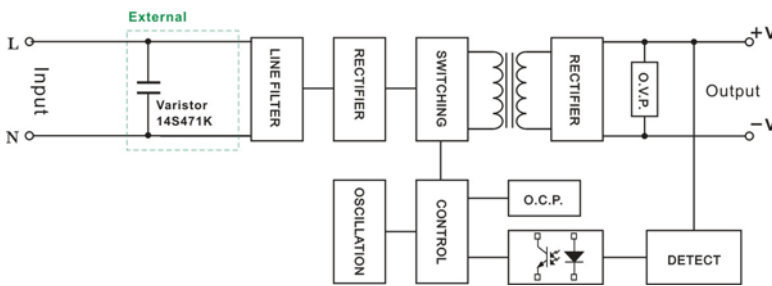 External
L
Input
N
Varistor
14S471K
LINE FILTER
RECTIFIER
SWITCHING
RECTIFIER
O.V.P.
+V
Output
−V
OSCILLATION
CONTROL
O.C.P.
DETECT